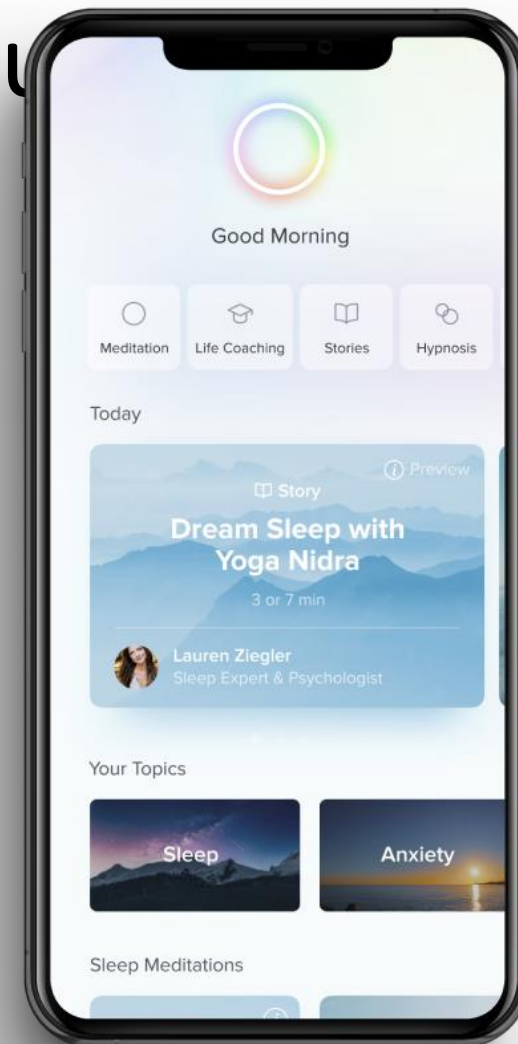 Good Morning
Meditation
Life Coaching
Stories
Hypnosis
Today
Preview
Story
Dream Sleep with
Yoga Nidra
3 or 7 min
Lauren Ziegler
Sleep Expert & Psychologist
Your Topics
Sleep
Anxiety
Sleep Meditations